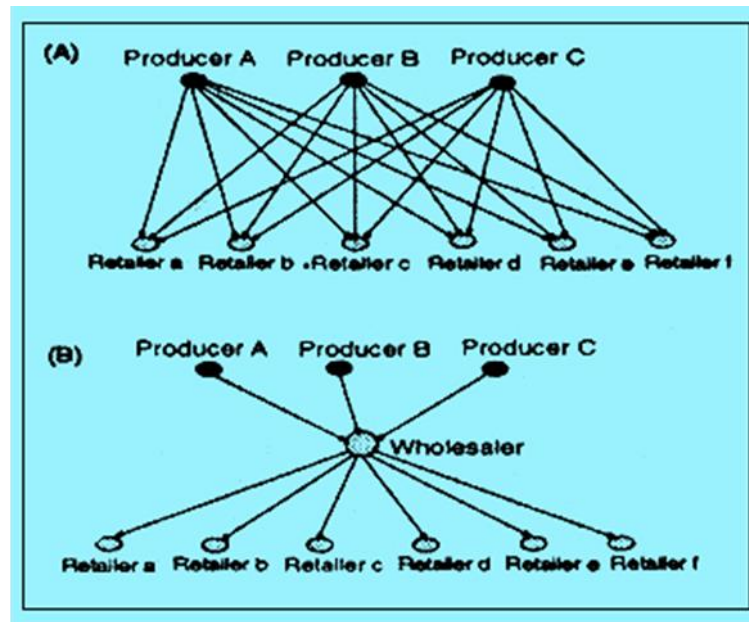 (A)
Producer A Producer B Producer C
Retailer a Retailer b Retailer c Retailer d Retailer e Retailer f
(B)
Producer A Producer B Producer C
Wholesaler
Retailer a Retailer b Retailer c Retailer d Retailer e Retailer f